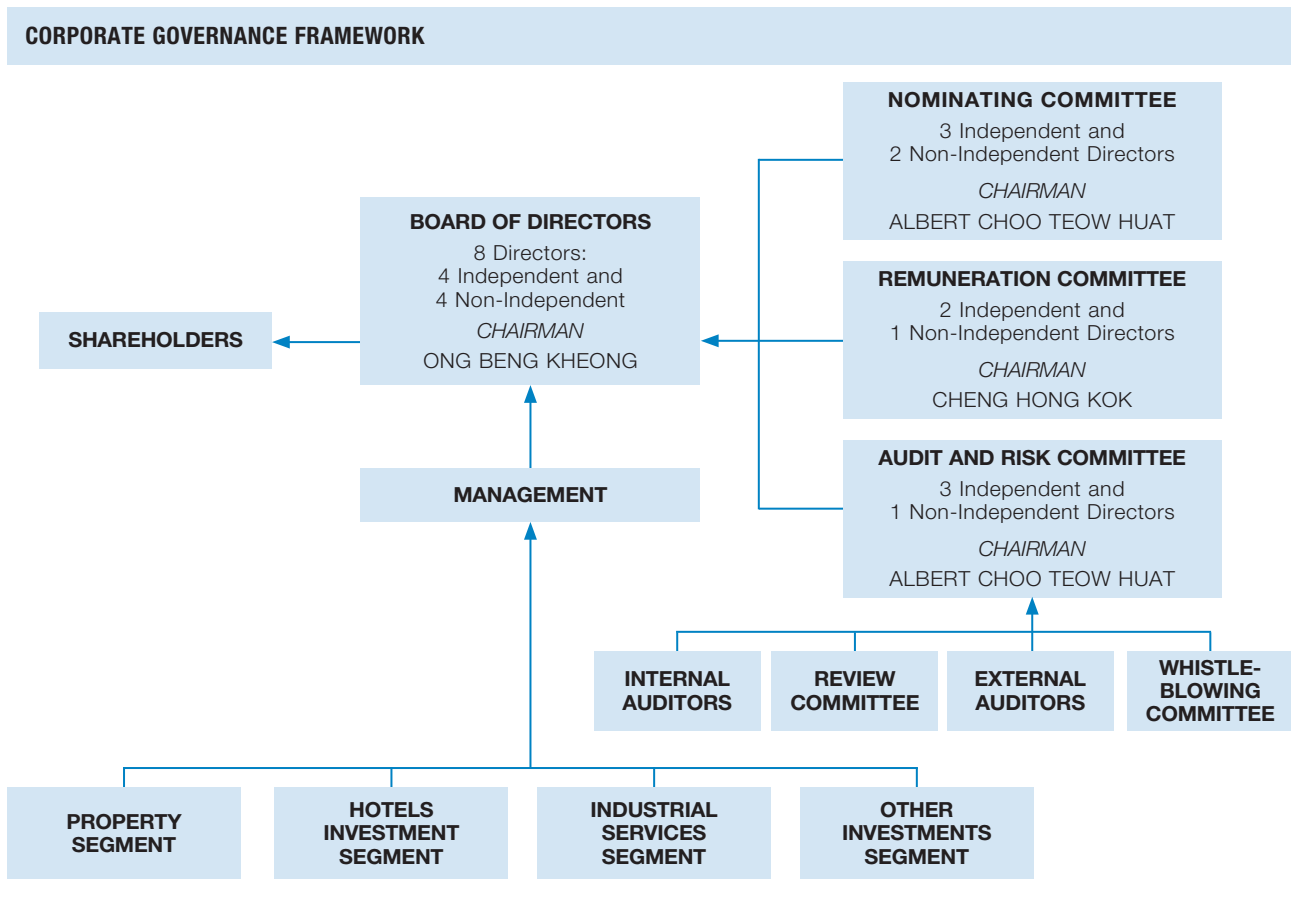 CORPORATE GOVERNANCE FRAMEWORK
NOMINATING COMMITTEE
3 Independent and
2 Non-Independent Directors
CHAIRMAN
ALBERT CHOO TEOW HUAT
BOARD OF DIRECTORS
8 Directors:
4 Independent and
4 Non-Independent
CHAIRMAN
ONG BENG KHEONG
REMUNERATION COMMITTEE
2 Independent and
1 Non-Independent Directors
CHAIRMAN
CHENG HONG KOK
SHAREHOLDERS
AUDIT AND RISK COMMITTEE
3 Independent and
1 Non-Independent Directors
CHAIRMAN
ALBERT CHOO TEOW HUAT
MANAGEMENT
INTERNAL
AUDITORS
REVIEW
COMMITTEE
EXTERNAL
AUDITORS
WHISTLE-
BLOWING
COMMITTEE
PROPERTY
SEGMENT
HOTELS
INVESTMENT
SEGMENT
INDUSTRIAL
SERVICES
SEGMENT
OTHER
INVESTMENTS
SEGMENT